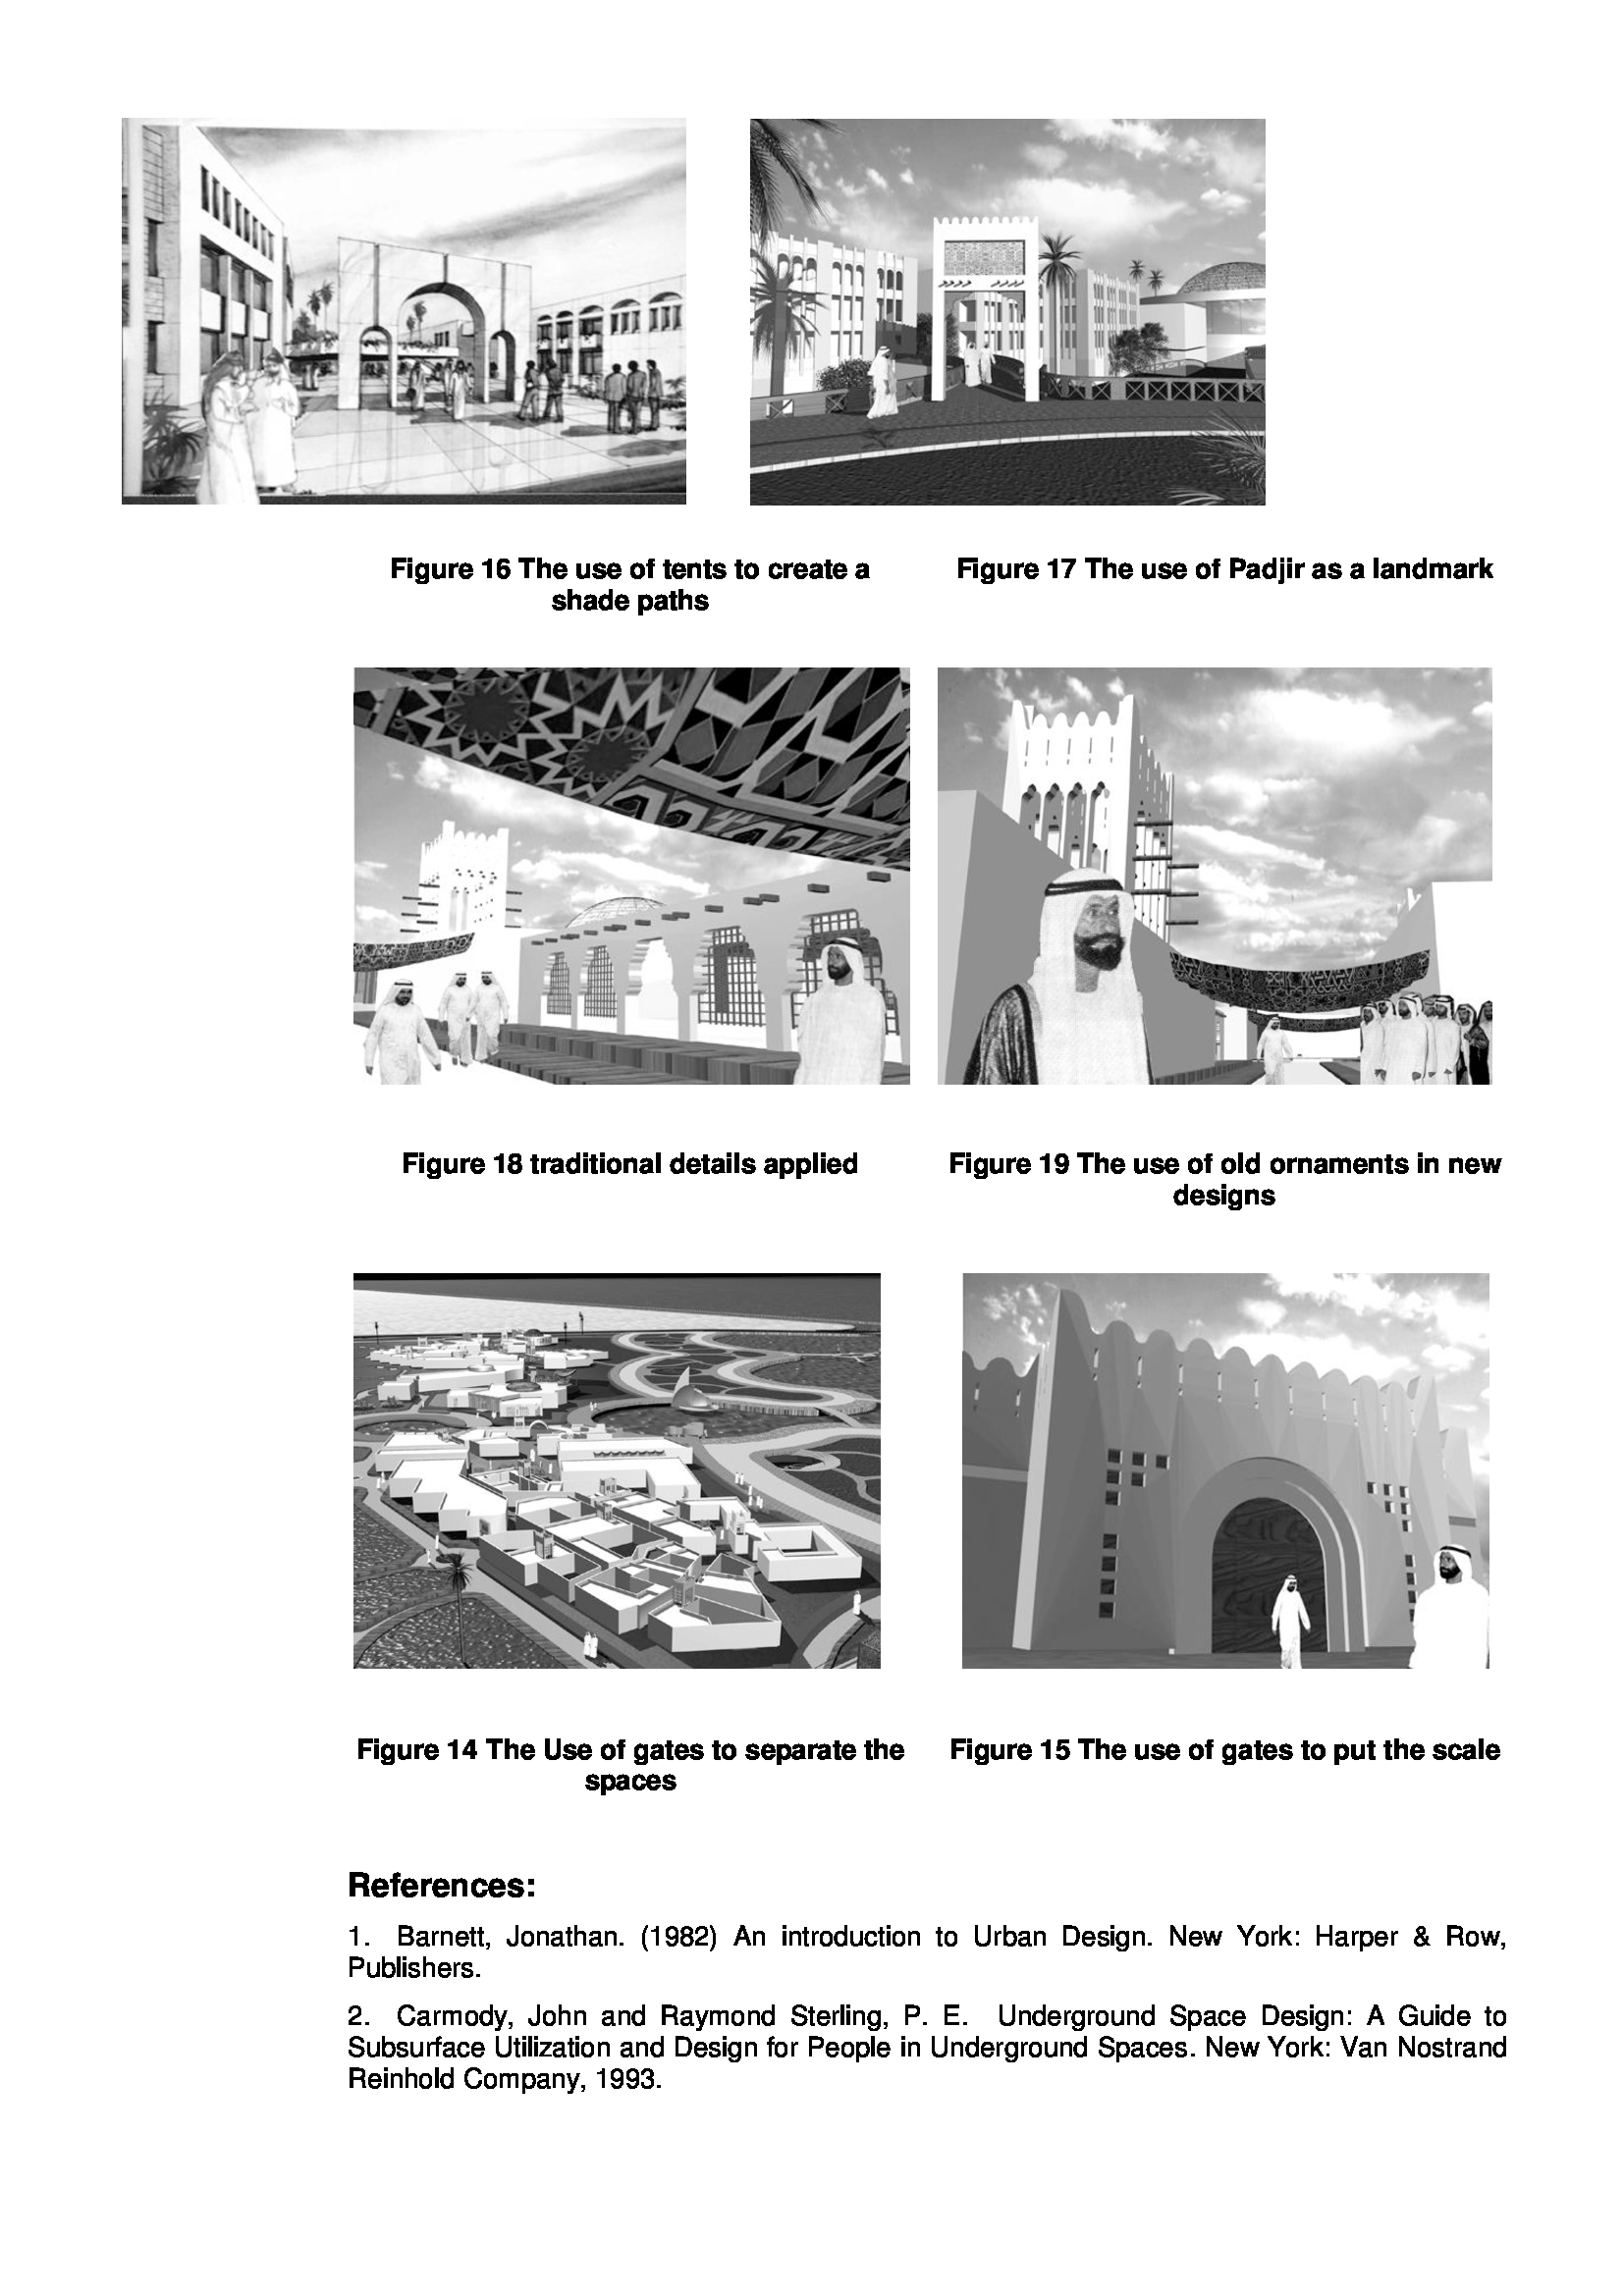 Figure 16 The use of tents to create a
shade paths
Figure 17 The use of Padjir as a landmark
Figure 18 traditional details applied
Figure 19 The use of old ornaments in new
designs
Figure 14 The Use of gates to separate the
spaces
Figure 15 The use of gates to put the scale
References:
1. Barnett, Jonathan. (1982) An introduction to Urban Design. New York: Harper & Row,
Publishers.
2. Carmody, John and Raymond Sterling, P. E. Underground Space Design: A Guide to
Subsurface Utilization and Design for People in Underground Spaces. New York: Van Nostrand
Reinhold Company, 1993.